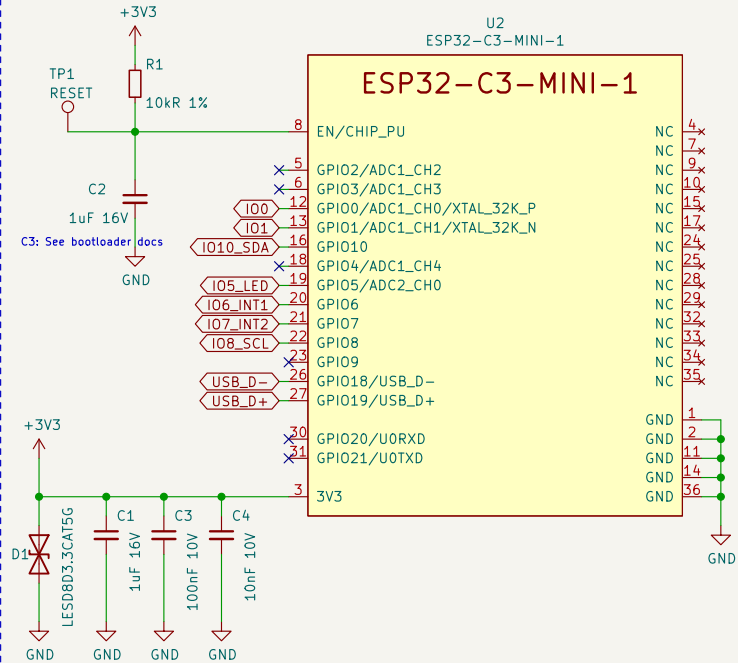 +3V3
U2
ESP32-C3-MINI-1
ESP32-C3-MINI-1
R1
10kR 1%
TP1
RESET
C2
1uF 16V
C3: See bootloader docs
GND
8 EN/CHIP_PU
5 GPIO2/ADC1_CH2
6 GPIO3/ADC1_CH3
IO0 12 GPIO0/ADC1_CH0/XTAL_32K_P
IO1 13 GPIO1/ADC1_CH1/XTAL_32K_N
IO10_SDA 16 GPIO10
18 GPIO4/ADC1_CH4
IO5_LED 19 GPIO5/ADC2_CH0
IO6_INT1 20 GPIO6
IO7_INT2 21 GPIO7
IO8_SCL 22 GPIO8
23 GPIO9
USB_D- 26 GPIO18/USB_D-
USB_D+ 27 GPIO19/USB_D+
30 GPIO20/U0RXD
31 GPIO21/U0TXD
3 3V3
NC 4
NC 7
NC 9
NC 10
NC 15
NC 17
NC 24
NC 25
NC 28
NC 29
NC 32
NC 33
NC 34
NC 35
GND 1
GND 2
GND 11
GND 14
GND 36
GND
+3V3
D1
LESD8D3.3CAT5G
C1
1uF 16V
C3
100nF 10V
C4
10nF 10V
GND
GND
GND
GND